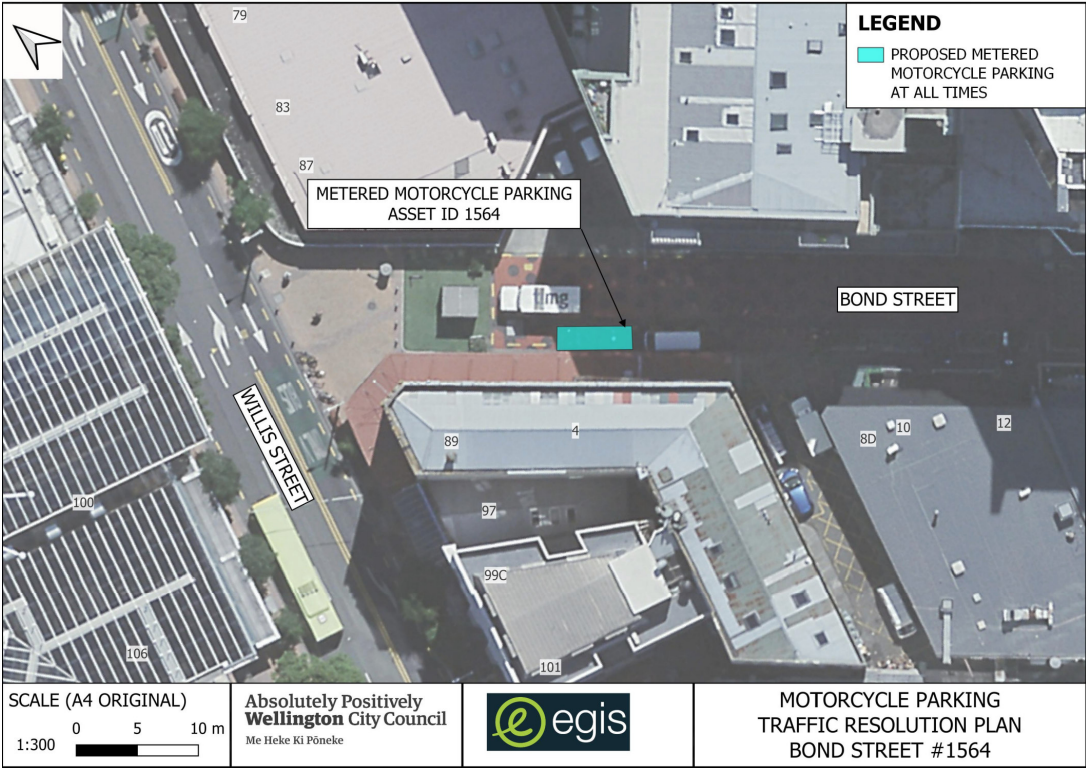 79
83
87
LEGEND
PROPOSED METERED
MOTORCYCLE PARKING
AT ALL TIMES
METERED MOTORCYCLE PARKING
ASSET ID 1564
timg
BOND STREET
WILLIS STREET
89
4
8D
10
12
100
97
99C
106
101
SCALE (A4 ORIGINAL)
1:300
0 5 10 m
Absolutely Positively
Wellington City Council
Me Heke Ki Pōneke
egis
MOTORCYCLE PARKING
TRAFFIC RESOLUTION PLAN
BOND STREET #1564